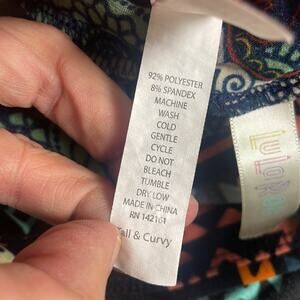 92% POLYESTER
8% SPANDEX
MACHINE
WASH
COLD
GENTLE
CYCLE
DO NOT
BLEACH
TUMBLE
DRY LOW
MADE IN CHINA
RN 142161
Tall & Curvy
LuLaRoe